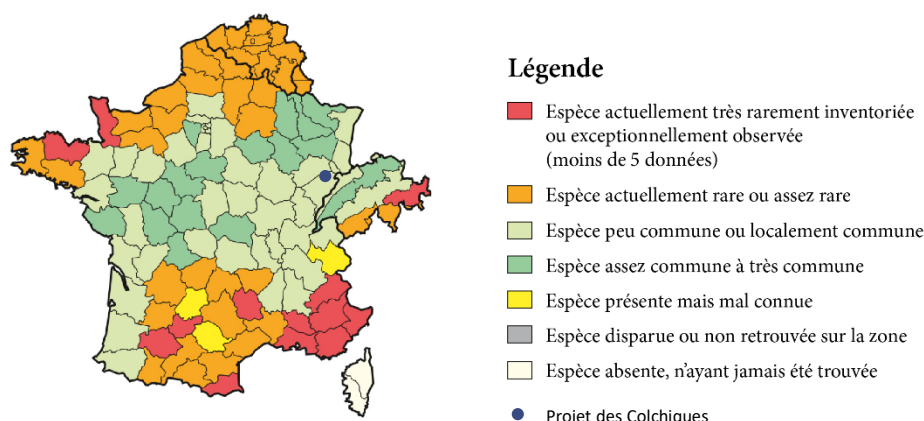 Légende
Espèce actuellement très rarement inventoriée
ou exceptionnellement observée
(moins de 5 données)
Espèce actuellement rare ou assez rare
Espèce peu commune ou localement commune
Espèce assez commune à très commune
Espèce présente mais mal connue
Espèce disparue ou non retrouvée sur la zone
Espèce absente, n'ayant jamais été trouvée
Projet des Colchiques